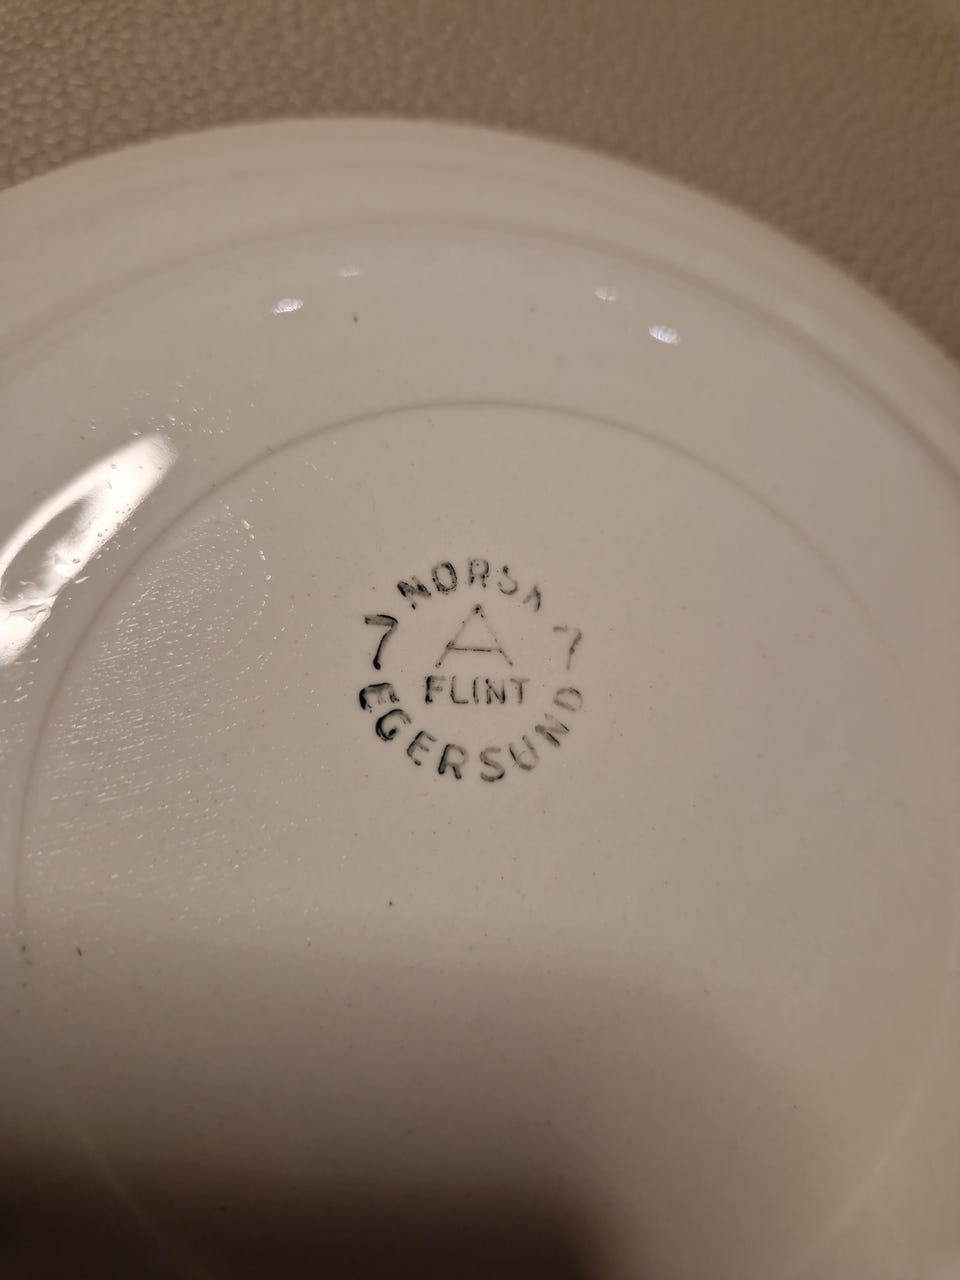 NORSK
7 A 7
FLINT
EGERSUND